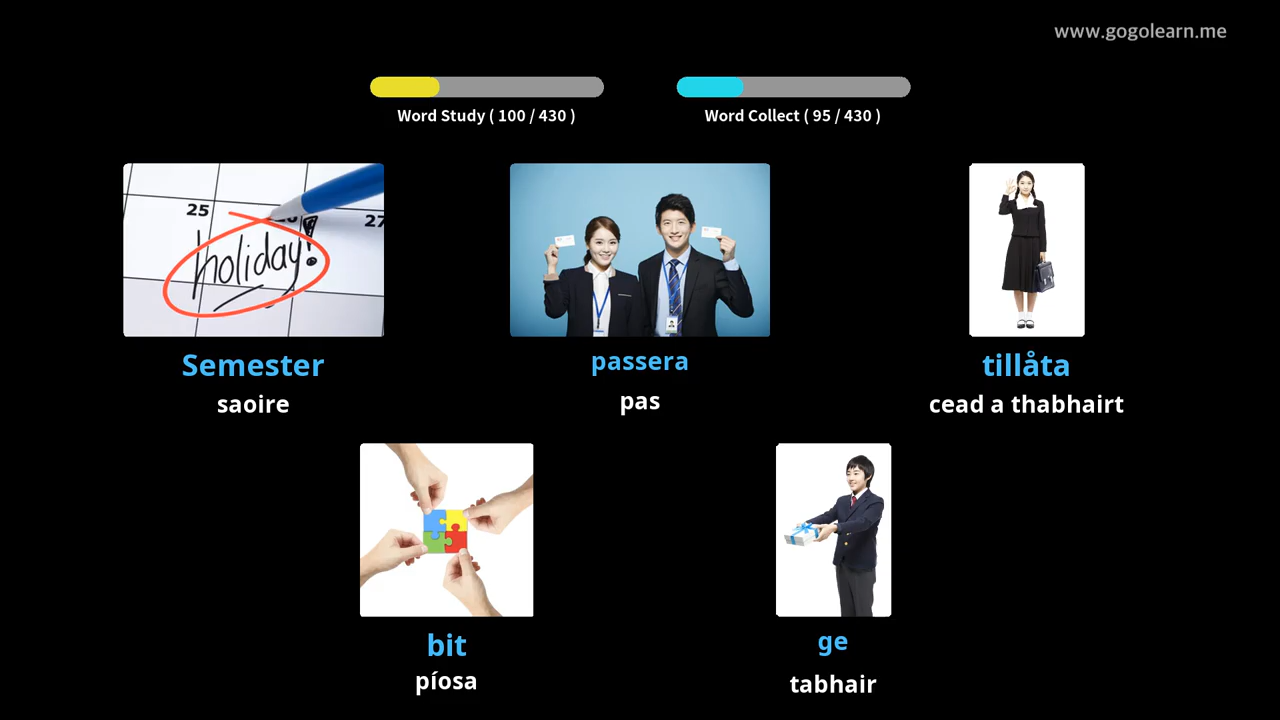 www.gogolearn.me
Word Study ( 100 / 430 )
Word Collect ( 95 / 430 )
25
27
holiday!
Semester
saoire
passera
pas
tillåta
cead a thabhairt
bit
píosa
ge
tabhair